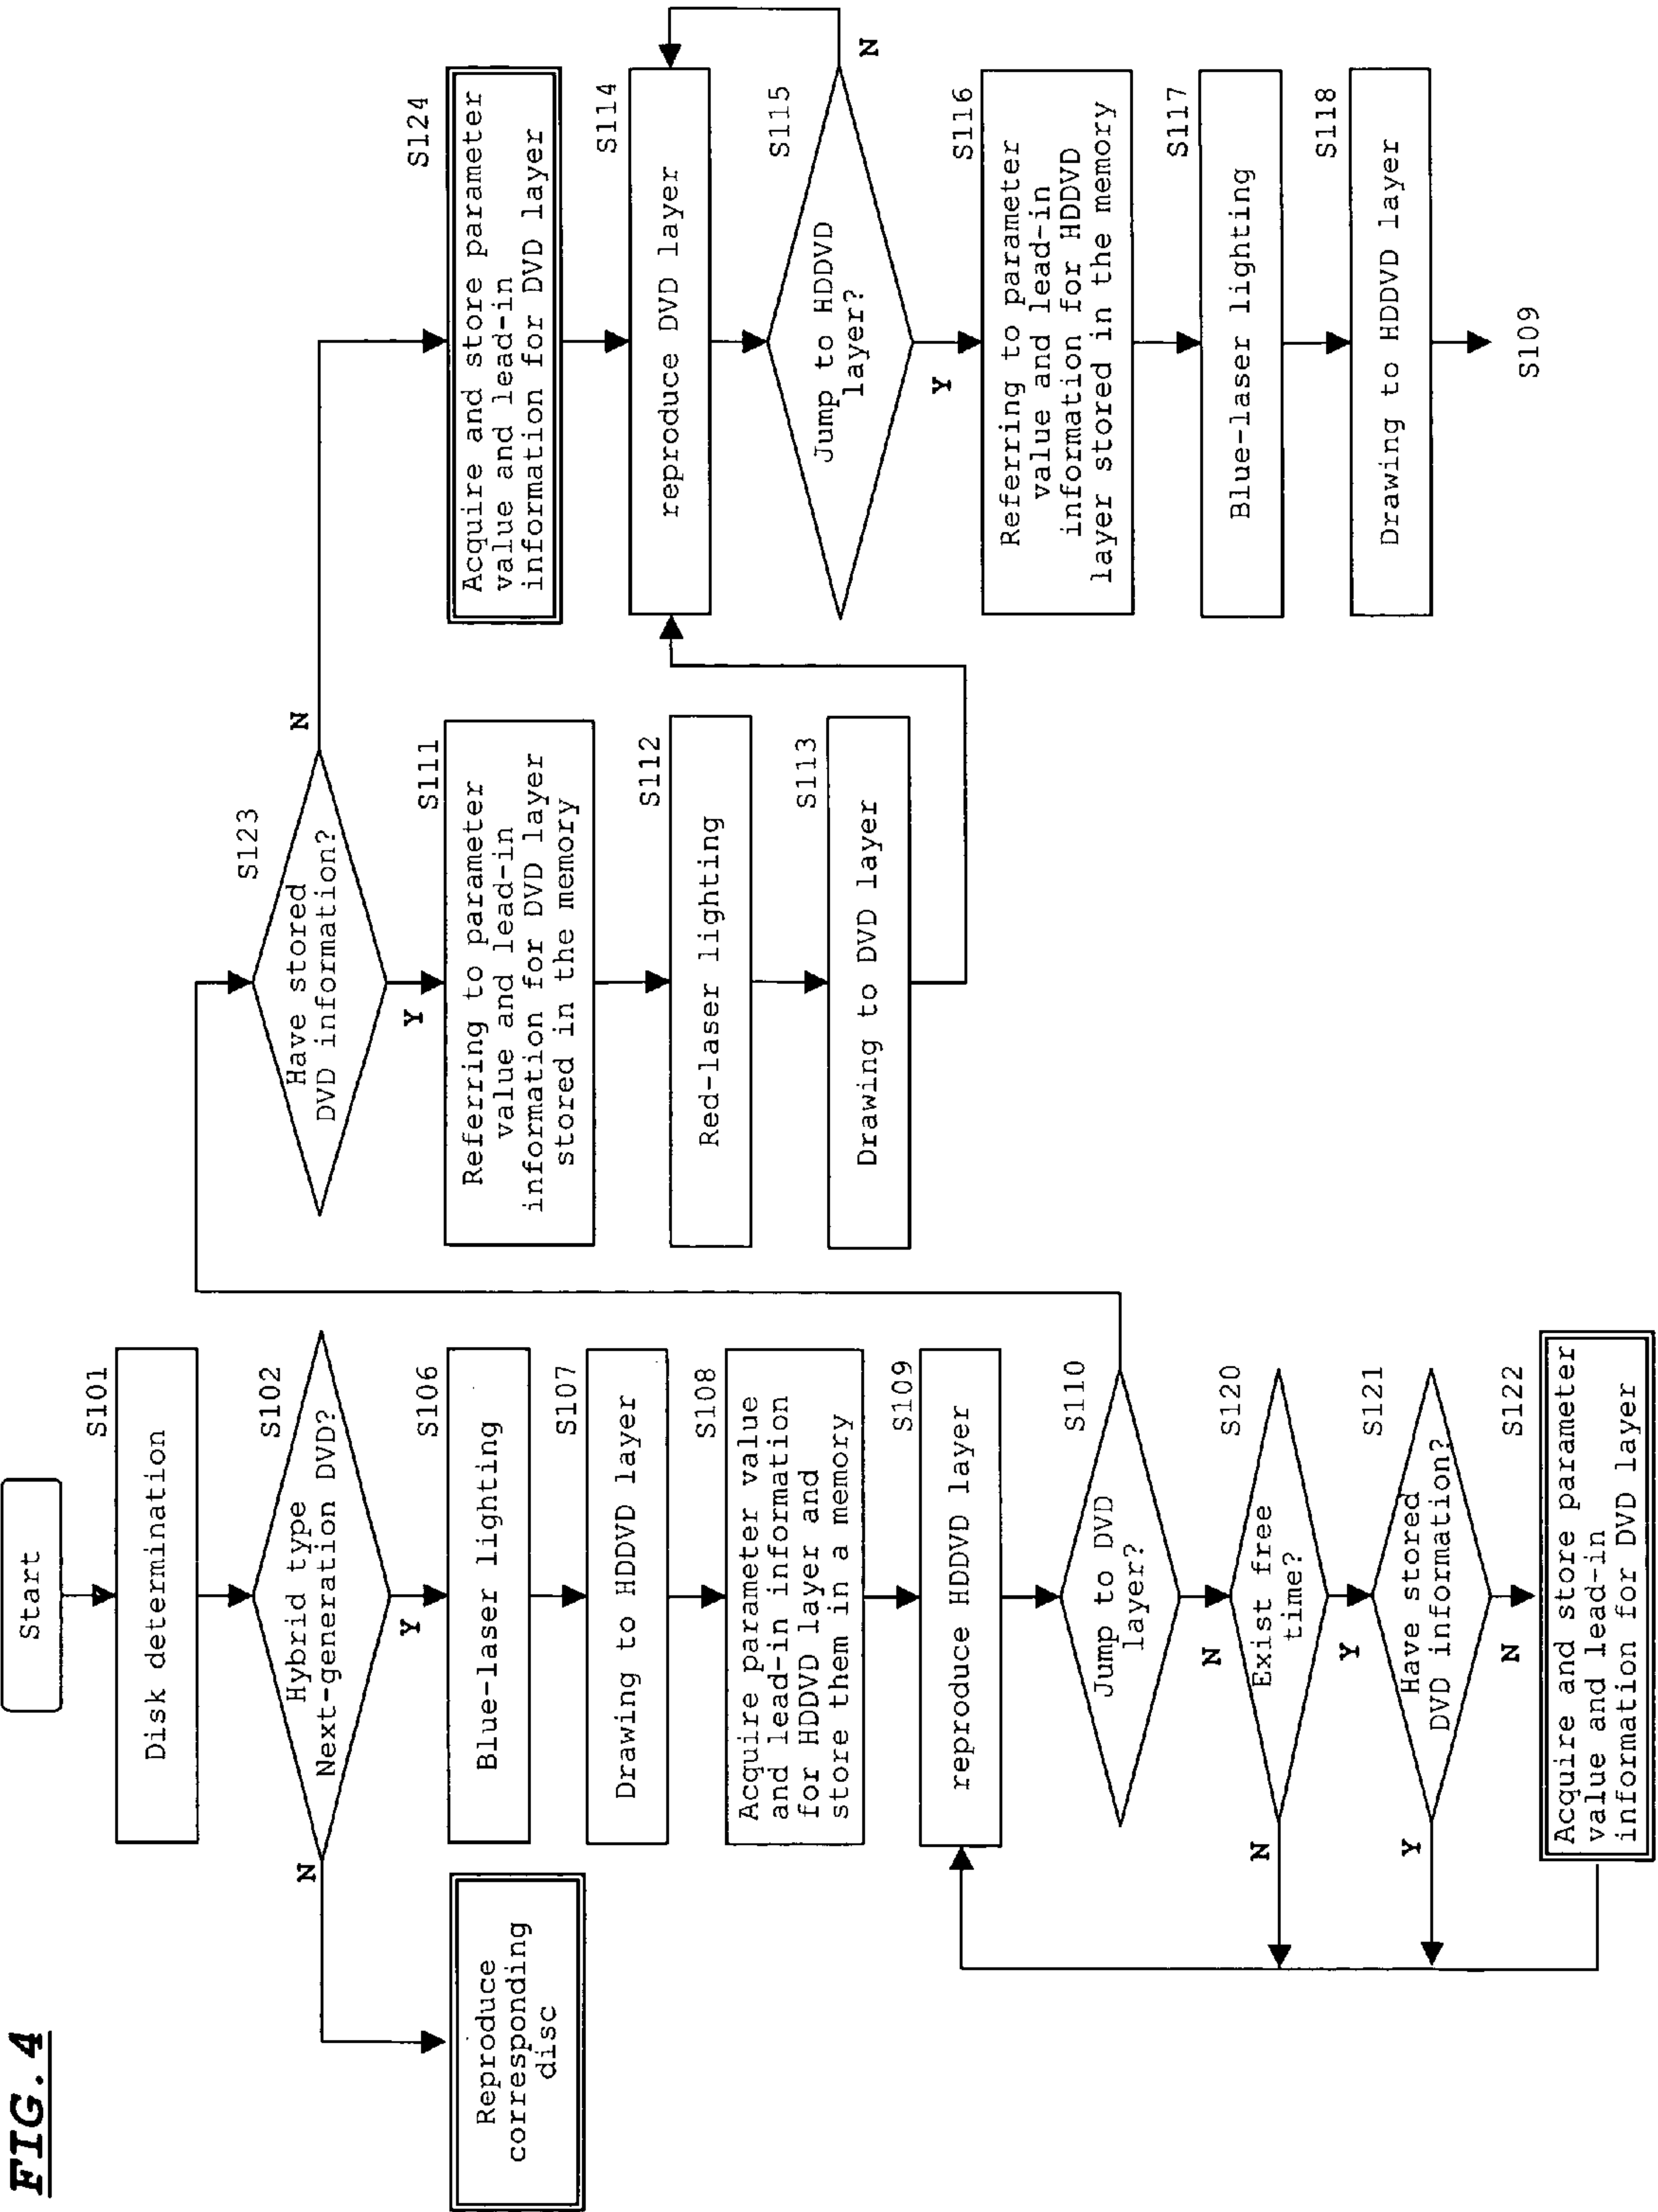 FIG. 4
Start
S101
Disk determination
S102
Hybrid type
Next-generation DVD?
N
Y
Reproduce
corresponding
disc
S106
Blue-laser lighting
S107
Drawing to HDDVD layer
S108
Acquire parameter value
and lead-in information
for HDDVD layer and
store them in a memory
S109
reproduce HDDVD layer
S110
Jump to DVD
layer?
N
S120
Exist free
time?
N
Y
S121
Have stored
DVD information?
Y
N
S122
Acquire and store parameter
value and lead-in
information for DVD layer
S123
Have stored
DVD information?
N
Y
S111
Referring to parameter
value and lead-in
information for DVD layer
stored in the memory
S112
Red-laser lighting
S113
Drawing to DVD layer
S124
Acquire and store parameter
value and lead-in
information for DVD layer
S114
reproduce DVD layer
S115
Jump to HDDVD
layer?
N
Y
S116
Referring to parameter
value and lead-in
information for HDDVD
layer stored in the memory
S117
Blue-laser lighting
S118
Drawing to HDDVD layer
S109